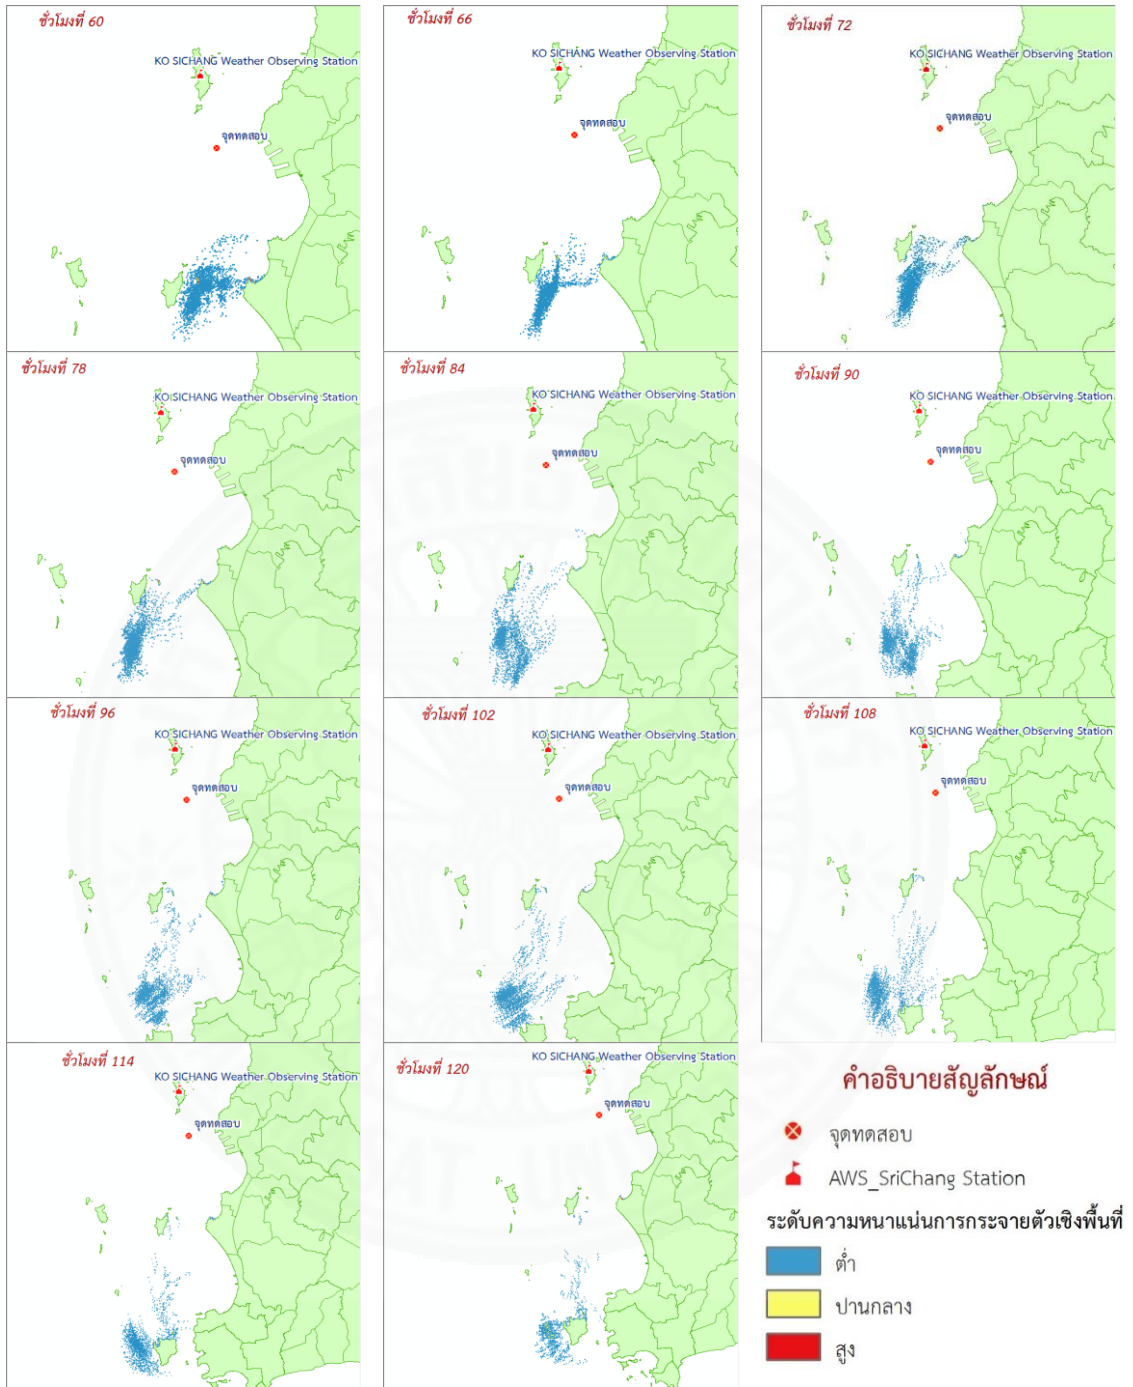 ชั่วโมงที่ 60
KO SICHANG Weather Observing Station
จุดทดสอบ
ชั่วโมงที่ 66
KO SICHANG Weather Observing Station
จุดทดสอบ
ชั่วโมงที่ 72
KO SICHANG Weather Observing Station
จุดทดสอบ
ชั่วโมงที่ 78
KO SICHANG Weather Observing Station
จุดทดสอบ
ชั่วโมงที่ 84
KO SICHANG Weather Observing Station
จุดทดสอบ
ชั่วโมงที่ 90
KO SICHANG Weather Observing Station
จุดทดสอบ
ชั่วโมงที่ 96
KO SICHANG Weather Observing Station
จุดทดสอบ
ชั่วโมงที่ 102
KO SICHANG Weather Observing Station
จุดทดสอบ
ชั่วโมงที่ 108
KO SICHANG Weather Observing Station
จุดทดสอบ
ชั่วโมงที่ 114
KO SICHANG Weather Observing Station
จุดทดสอบ
ชั่วโมงที่ 120
KO SICHANG Weather Observing Station
จุดทดสอบ
คำอธิบายสัญลักษณ์
จุดทดสอบ
AWS_SriChang Station
ระดับความหนาแน่นการกระจายตัวเชิงพื้นที่
ต่ำ
ปานกลาง
สูง